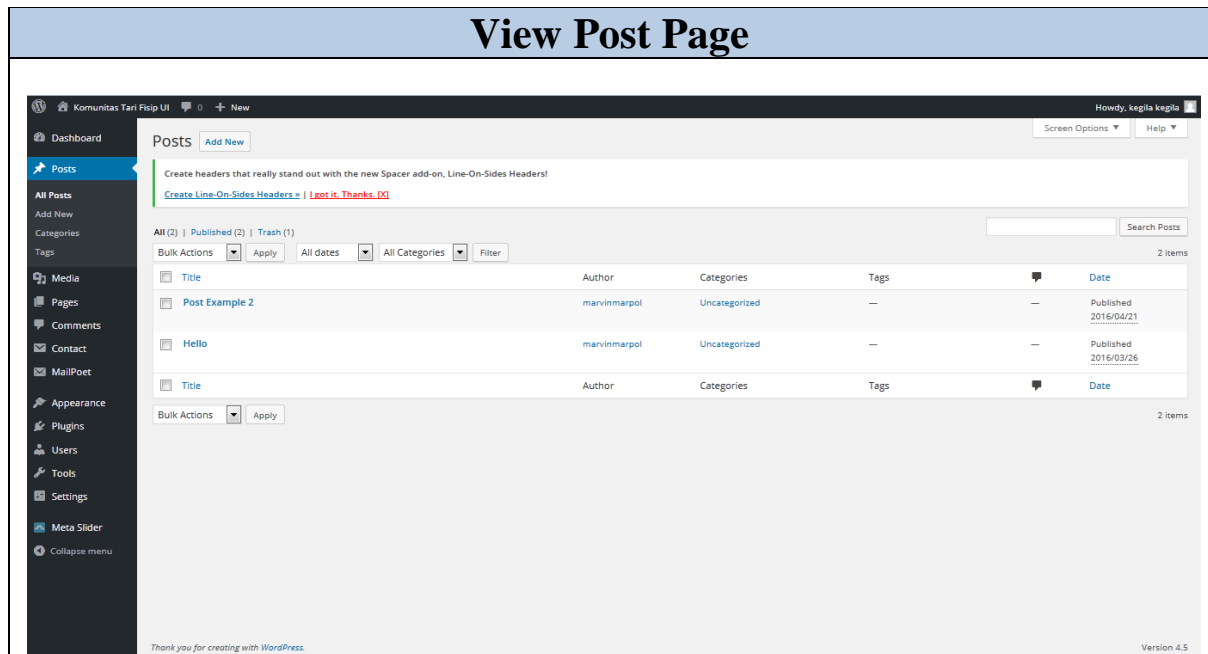 View Post Page
Komunitas Tari Fisip UI 0 + New Howdy, kegila kegila
Dashboard
Posts
All Posts
Add New
Categories
Tags
Media
Pages
Comments
Contact
MailPoet
Appearance
Plugins
Users
Tools
Settings
Meta Slider
Collapse menu
Screen Options ▼ Help ▼
Posts Add New
Create headers that really stand out with the new Spacer add-on, Line-On-Sides Headers!
Create Line-On-Sides Headers » | I got it. Thanks. [X]
Search Posts
All (2) | Published (2) | Trash (1)
Bulk Actions Apply All dates All Categories Filter 2 items
Title Author Categories Tags Date
Post Example 2 marvinmarpol Uncategorized — — Published
2016/04/21
Hello marvinmarpol Uncategorized — — Published
2016/03/26
Title Author Categories Tags Date
Bulk Actions Apply 2 items
Thank you for creating with WordPress. Version 4.5